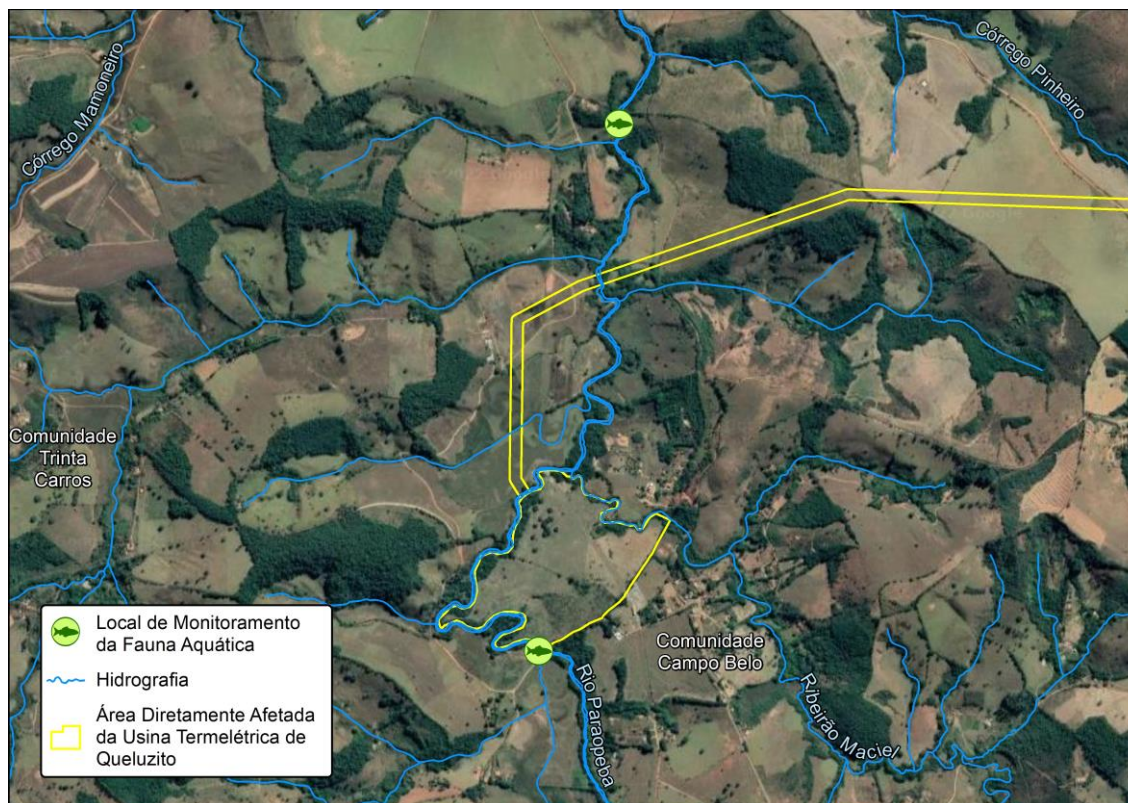 Córrego Mamoneiro
Córrego Pinheiro
Google
Comunidade
Trinta
Carros
Comunidade
Campo Belo
Rio Paraopeba
Ribeirão Maciel
Local de Monitoramento
da Fauna Aquática
Hidrografia
Área Diretamente Afetada
da Usina Termelétrica de
Queluzito